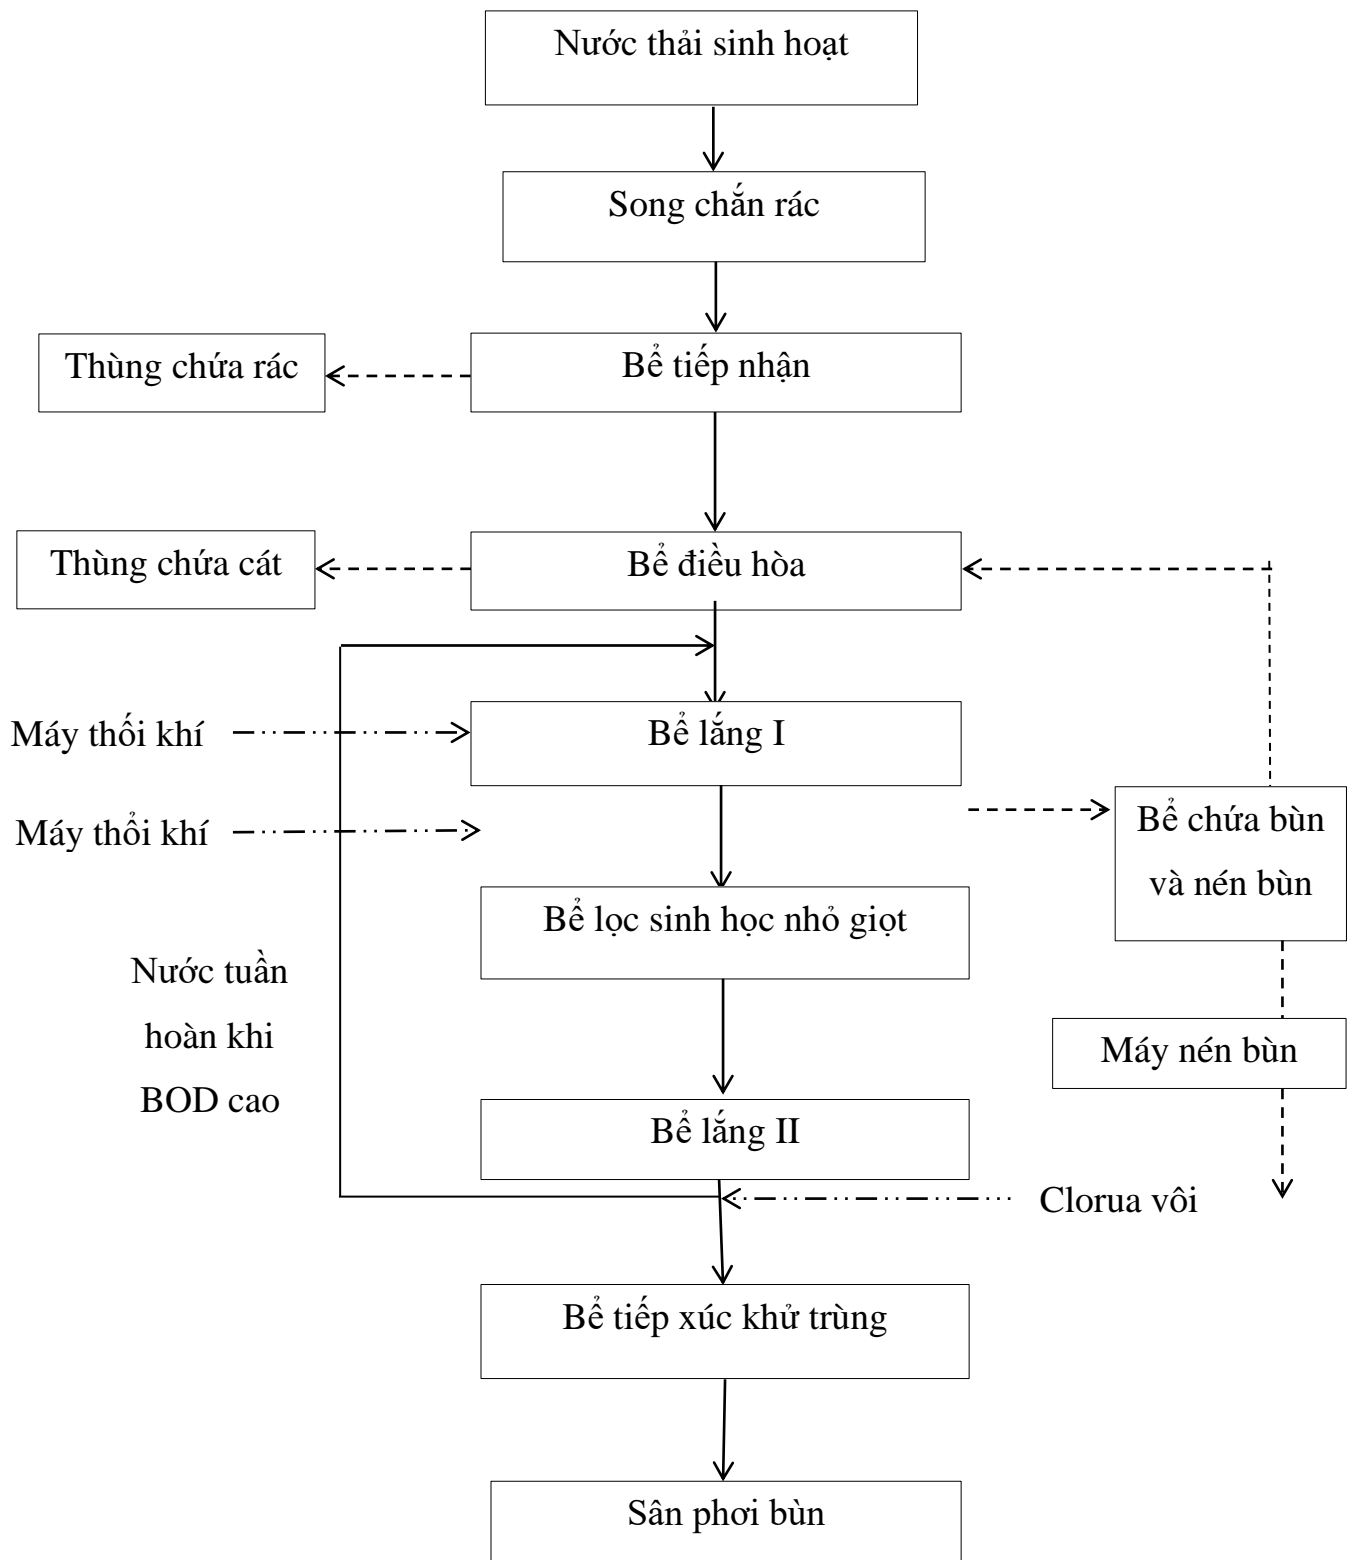 Nước thải sinh hoạt
Song chắn rác
Thùng chứa rác
Bể tiếp nhận
Thùng chứa cát
Bể điều hòa
Máy thối khí
Bể lắng I
Máy thổi khí
Bể chứa bùn
và nén bùn
Bể lọc sinh học nhỏ giọt
Nước tuần
hoàn khi
BOD cao
Máy nén bùn
Bể lắng II
Clorua vôi
Bể tiếp xúc khử trùng
Sân phơi bùn